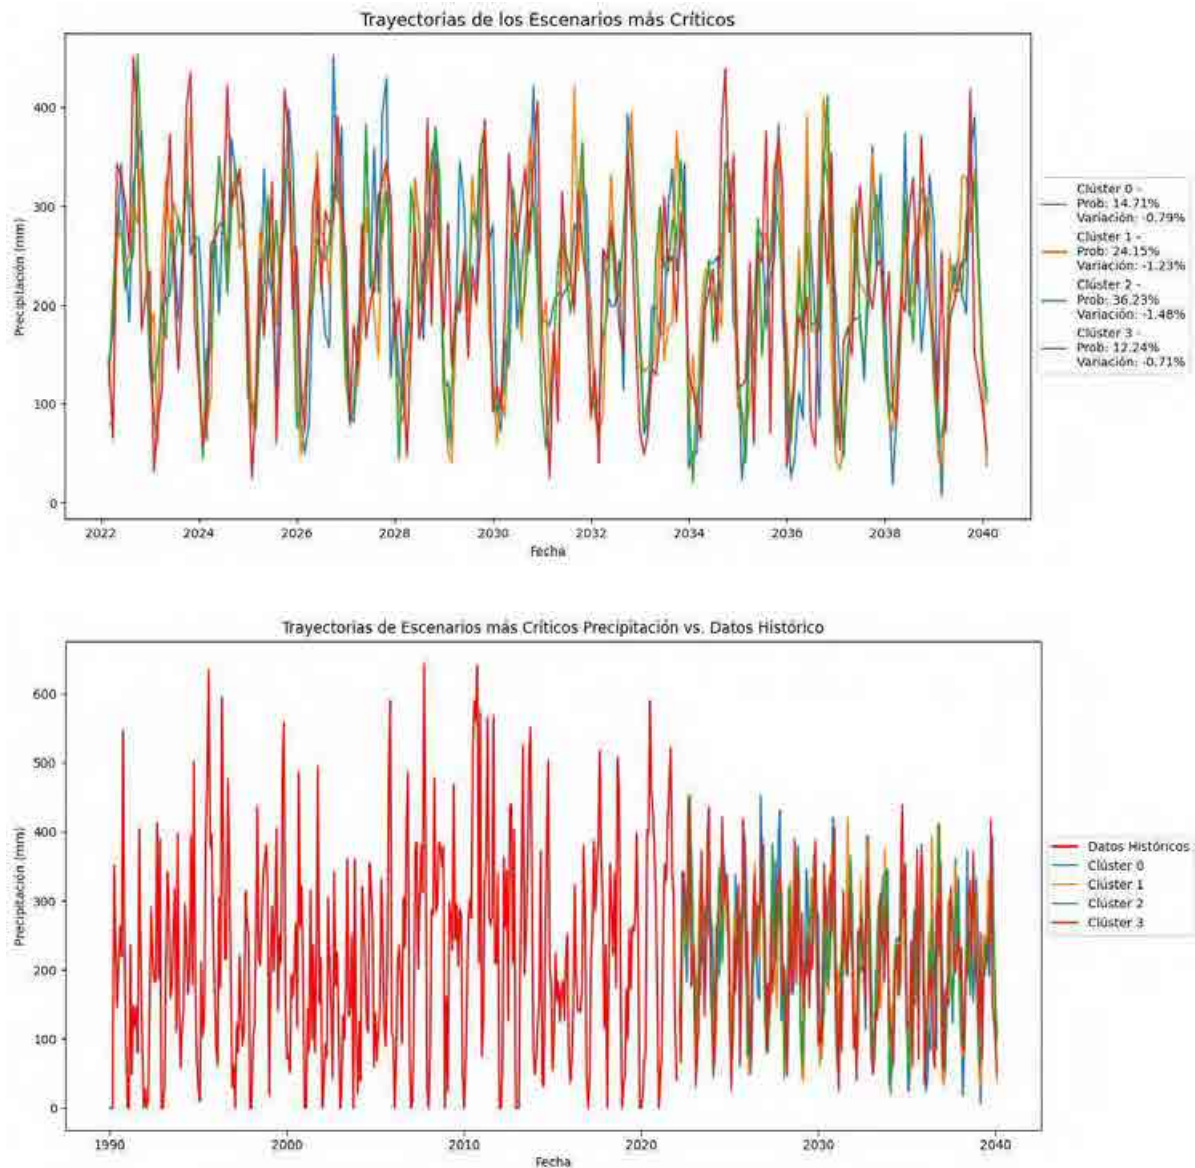 Trayectorias de los Escenarios más Críticos
Precipitación (mm)
400
300
200
100
0
2022 2024 2026 2028 2030 2032 2034 2036 2038 2040
Fecha
Clúster 0 -
Prob: 14.71%
Variación: -0.79%
Clúster 1 -
Prob: 24.15%
Variación: -1.23%
Clúster 2 -
Prob: 36.23%
Variación: -1.48%
Clúster 3 -
Prob: 12.24%
Variación: -0.71%
Trayectorias de Escenarios más Críticos Precipitación vs. Datos Histórico
Precipitación (mm)
600
500
400
300
200
100
0
1990 2000 2010 2020 2030 2040
Fecha
Datos Históricos
Clúster 0
Clúster 1
Clúster 2
Clúster 3